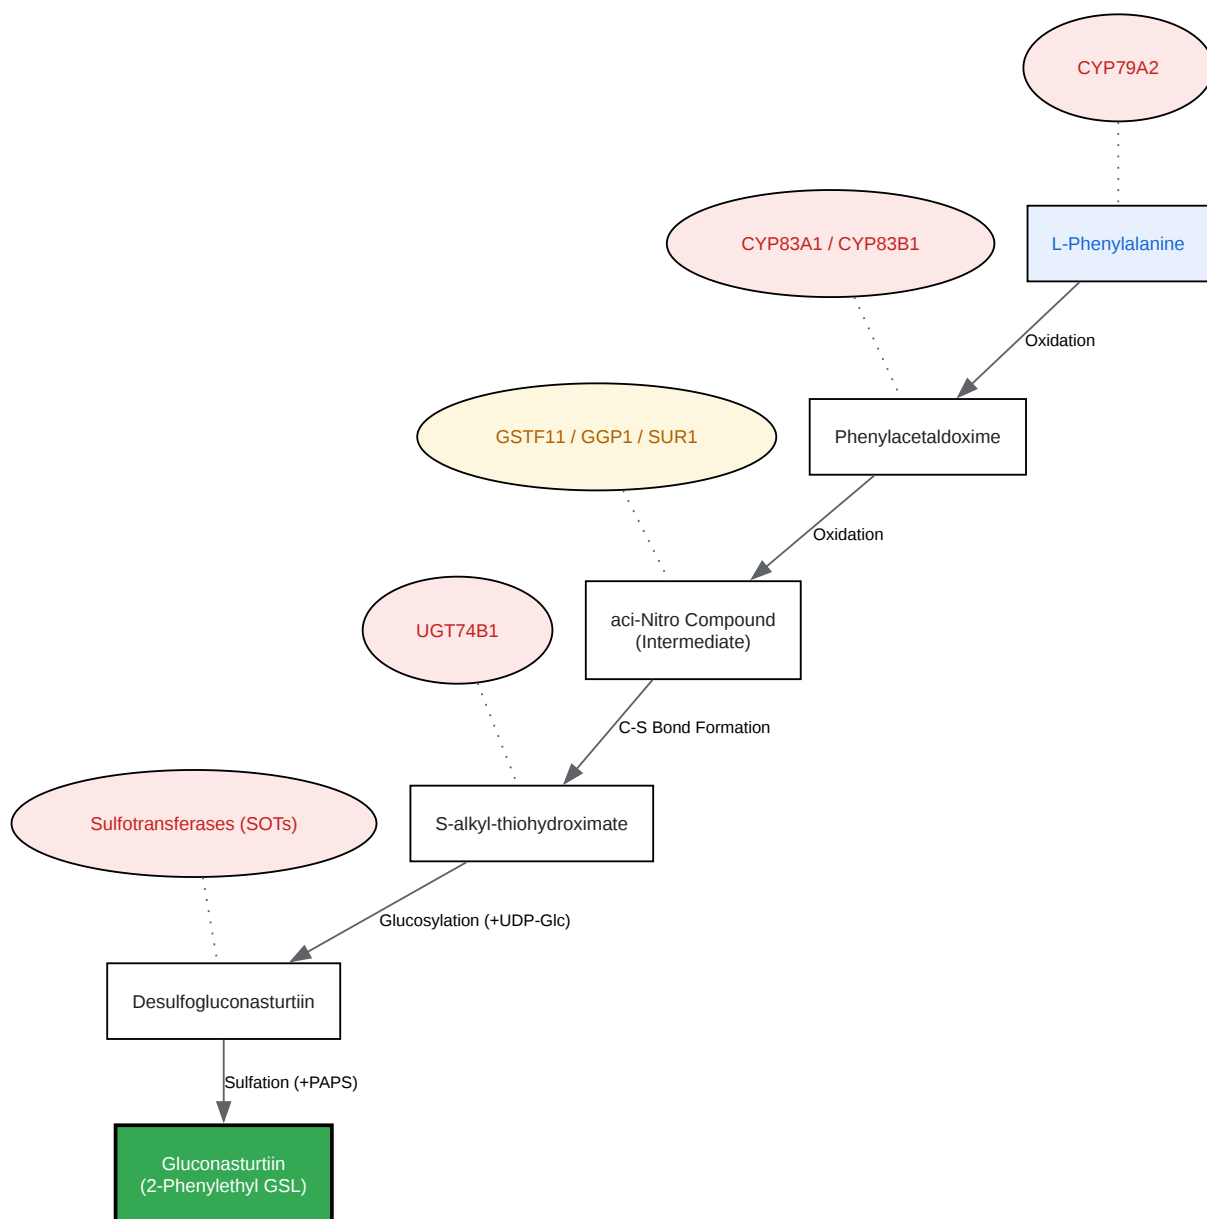 CYP79A2
CYP83A1 / CYP83B1
L-Phenylalanine
Oxidation
GSTF11 / GGP1 / SUR1
Phenylacetaldoxime
Oxidation
UGT74B1
aci-Nitro Compound
(Intermediate)
C-S Bond Formation
Sulfotransferases (SOTs)
S-alkyl-thiohydroximate
Glucosylation (+UDP-Glc)
Desulfogluconasturtiin
Sulfation (+PAPS)
Gluconasturtiin
(2-Phenylethyl GSL)